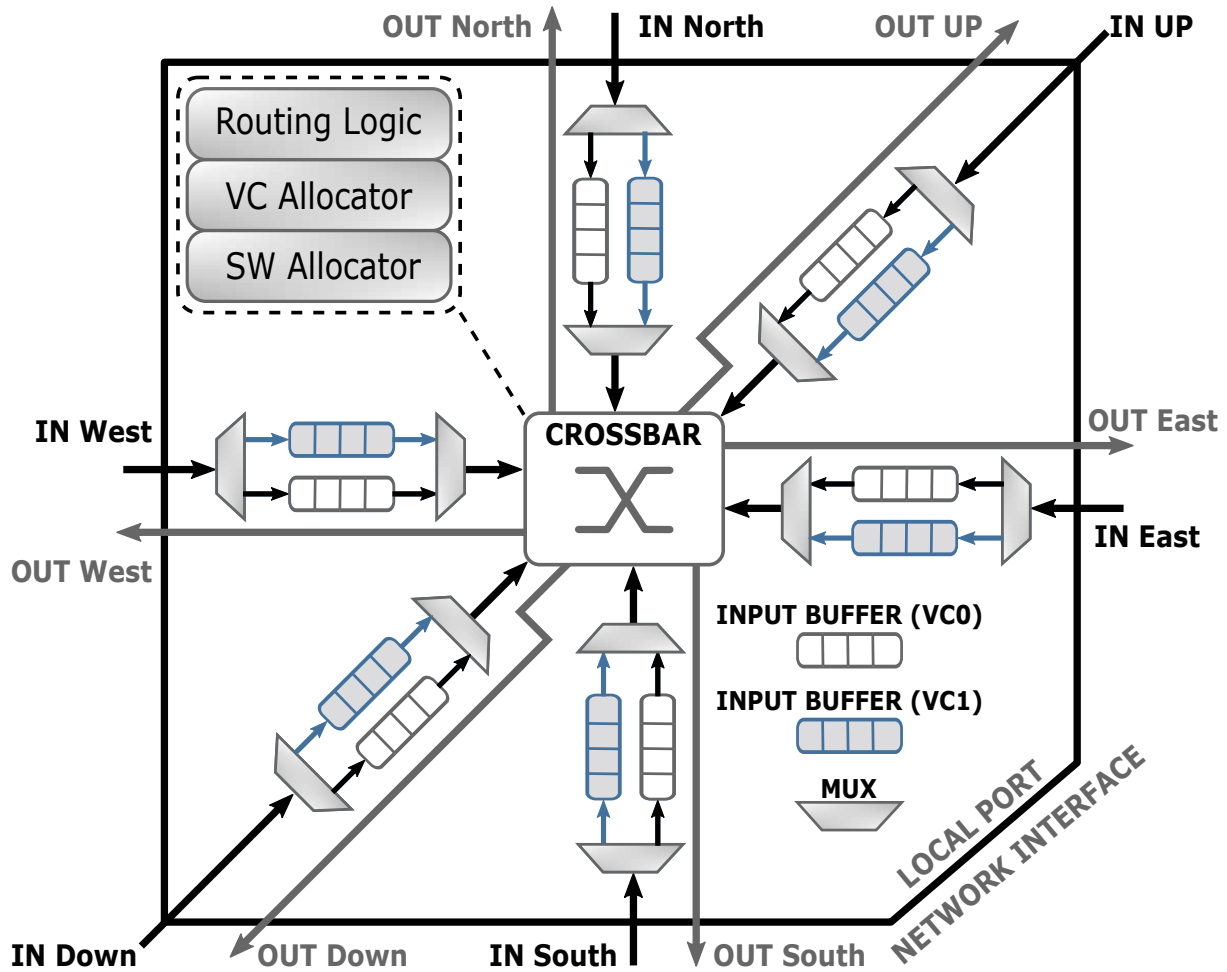 OUT North
IN North
OUT UP
IN UP
Routing Logic
VC Allocator
SW Allocator
IN West
CROSSBAR
OUT East
OUT West
IN East
INPUT BUFFER (VC0)
INPUT BUFFER (VC1)
MUX
LOCAL PORT
NETWORK INTERFACE
IN Down
OUT Down
IN South
OUT South